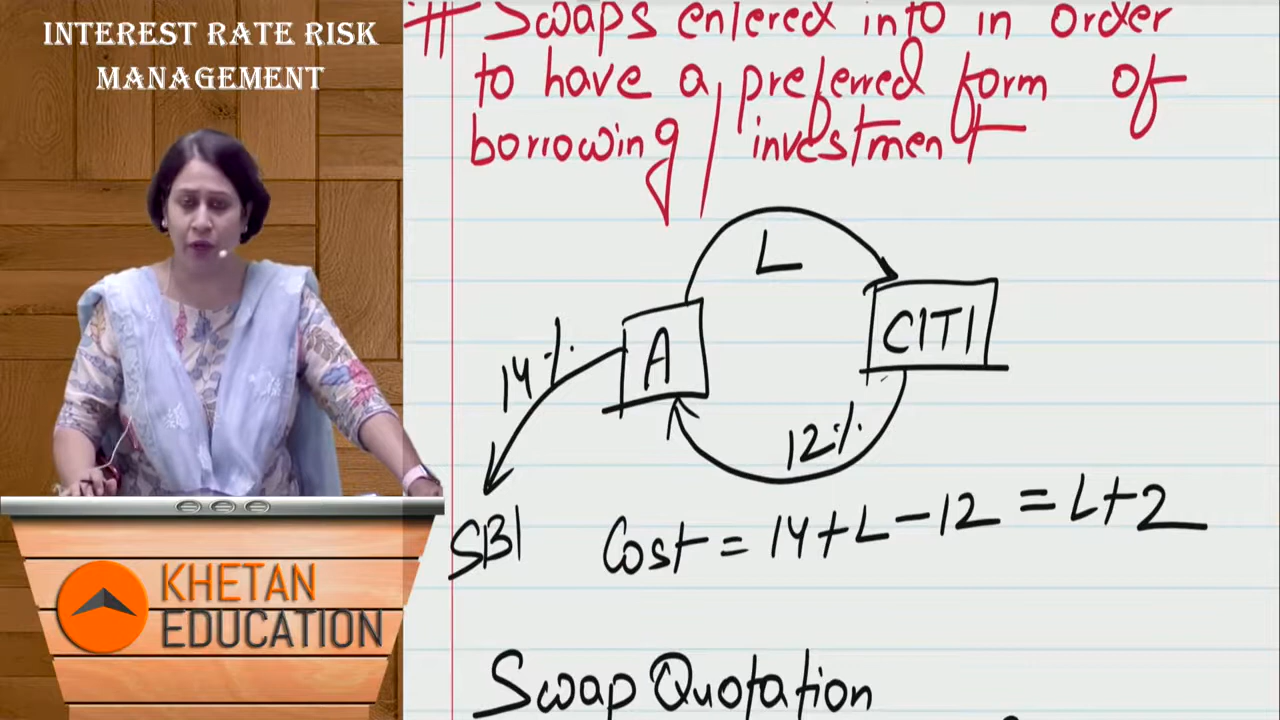 INTEREST RATE RISK
MANAGEMENT
# Swaps entered into in order
to have a preferred form of
borrowing / investment
L
A
CITI
14%
12%
SBI
Cost = 14 + L - 12 = L + 2
KHETAN
EDUCATION
Swap Quotation